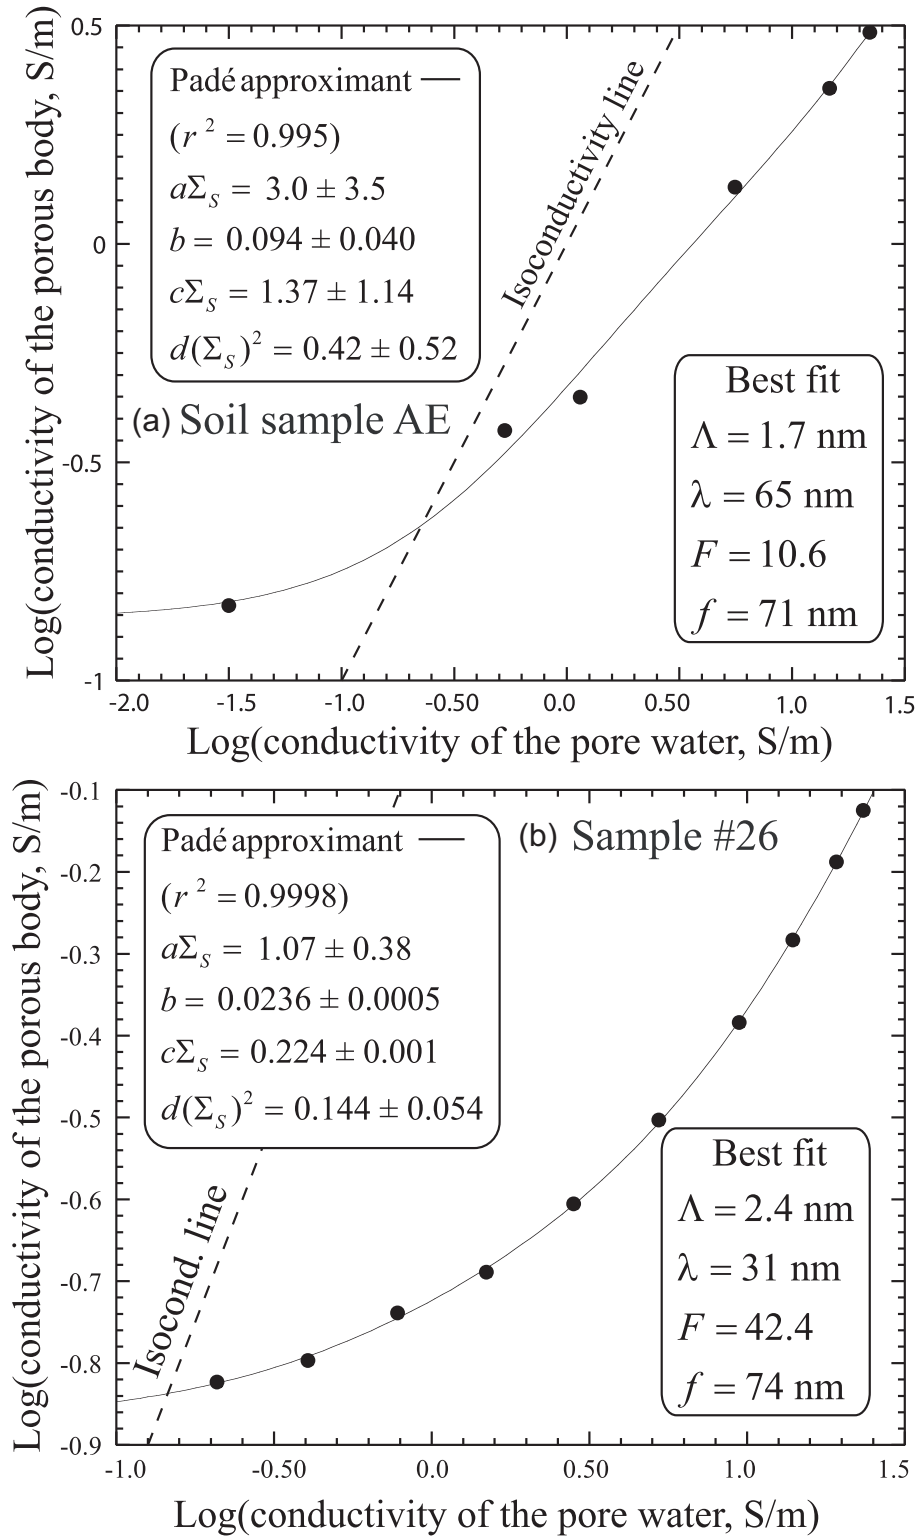 Log(conductivity of the porous body, S/m)
0.5
0
-0.5
-1
Padé approximant
(r² = 0.995)
aΣ_S = 3.0 ± 3.5
b = 0.094 ± 0.040
cΣ_S = 1.37 ± 1.14
d(Σ_S)² = 0.42 ± 0.52
Isoconductivity line
(a) Soil sample AE
Best fit
Λ = 1.7 nm
λ = 65 nm
F = 10.6
f = 71 nm
-2.0 -1.5 -1.0 -0.50 0.0 0.50 1.0 1.5
Log(conductivity of the pore water, S/m)
Log(conductivity of the porous body, S/m)
-0.1
-0.2
-0.3
-0.4
-0.5
-0.6
-0.7
-0.8
-0.9
Padé approximant
(r² = 0.9998)
aΣ_S = 1.07 ± 0.38
b = 0.0236 ± 0.0005
cΣ_S = 0.224 ± 0.001
d(Σ_S)² = 0.144 ± 0.054
(b) Sample #26
Isocond. line
Best fit
Λ = 2.4 nm
λ = 31 nm
F = 42.4
f = 74 nm
-1.0 -0.50 0.0 0.50 1.0 1.5
Log(conductivity of the pore water, S/m)